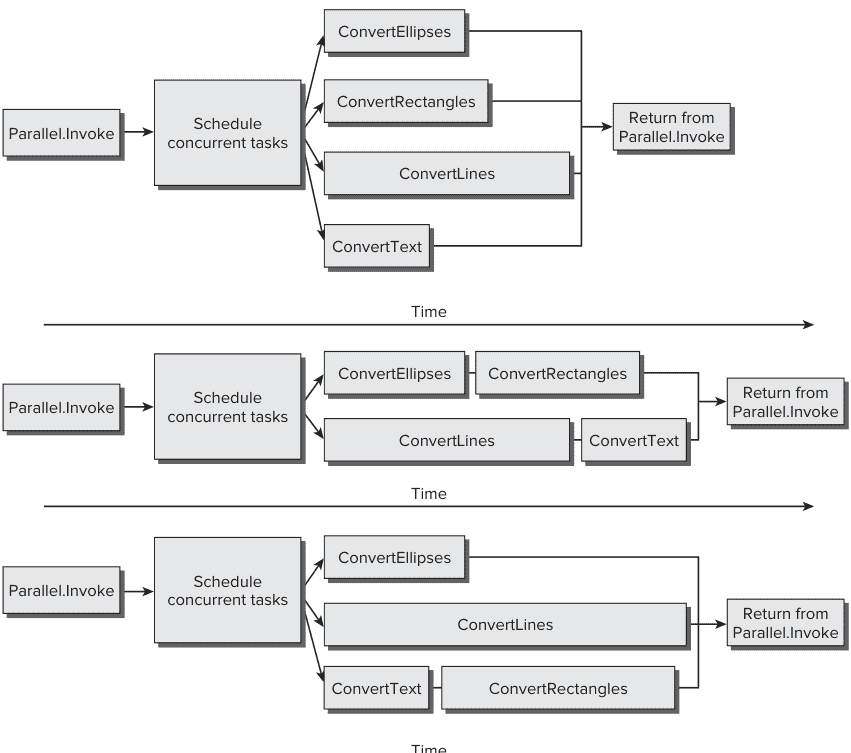 ConvertEllipses
ConvertRectangles
Parallel.Invoke
Schedule
concurrent tasks
Return from
Parallel.Invoke
ConvertLines
ConvertText
Time
ConvertEllipses
ConvertRectangles
Parallel.Invoke
Schedule
concurrent tasks
Return from
Parallel.Invoke
ConvertLines
ConvertText
Time
ConvertEllipses
Parallel.Invoke
Schedule
concurrent tasks
Return from
Parallel.Invoke
ConvertLines
ConvertText
ConvertRectangles
Time